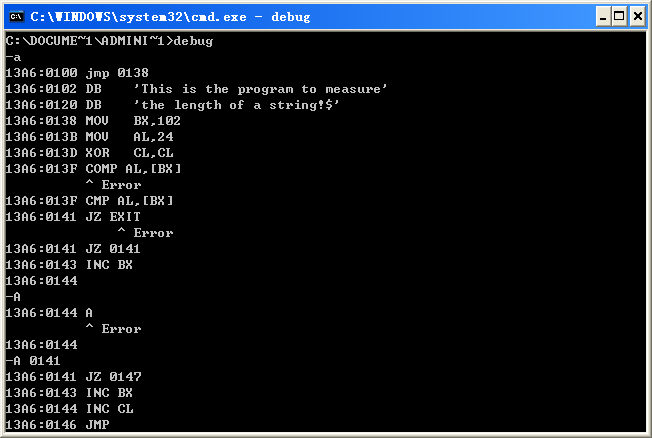 C:\WINDOWS\system32\cmd.exe - debug
C:\DOCUME~1\ADMINI~1>debug
-a
13A6:0100 jmp 0138
13A6:0102 DB    'This is the program to measure'
13A6:0120 DB    'the length of a string!$'
13A6:0138 MOV   BX,102
13A6:013B MOV   AL,24
13A6:013D XOR   CL,CL
13A6:013F COMP AL,[BX]
          ^ Error
13A6:013F CMP AL,[BX]
13A6:0141 JZ EXIT
              ^ Error
13A6:0141 JZ 0141
13A6:0143 INC BX
13A6:0144
-A
13A6:0144 A
          ^ Error
13A6:0144
-A 0141
13A6:0141 JZ 0147
13A6:0143 INC BX
13A6:0144 INC CL
13A6:0146 JMP